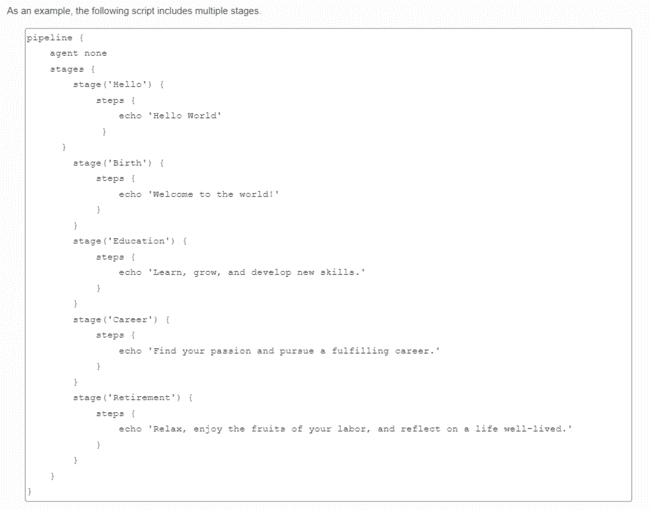 As an example, the following script includes multiple stages.
pipeline {
    agent none
    stages {
        stage('Hello') {
            steps {
                echo 'Hello World'
             }
      }
        stage('Birth') {
            steps {
                echo 'Welcome to the world!'
            }
        }
        stage('Education') {
            steps {
                echo 'Learn, grow, and develop new skills.'
            }
        }
        stage('Career') {
            steps {
                echo 'Find your passion and pursue a fulfilling career.'
            }
        }
        stage('Retirement') {
            steps {
                echo 'Relax, enjoy the fruits of your labor, and reflect on a life well-lived.'
            }
        }
    }
}